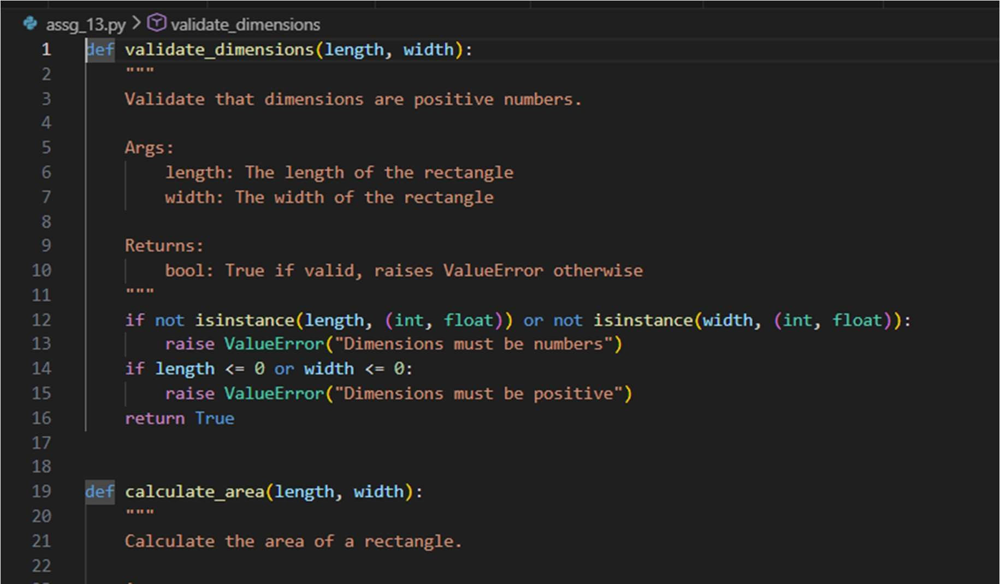 assg_13.py > validate_dimensions
1 def validate_dimensions(length, width):
2     """
3     Validate that dimensions are positive numbers.
4
5     Args:
6         length: The length of the rectangle
7         width: The width of the rectangle
8
9     Returns:
10         bool: True if valid, raises ValueError otherwise
11     """
12     if not isinstance(length, (int, float)) or not isinstance(width, (int, float)):
13         raise ValueError("Dimensions must be numbers")
14     if length <= 0 or width <= 0:
15         raise ValueError("Dimensions must be positive")
16     return True
17
18
19 def calculate_area(length, width):
20     """
21     Calculate the area of a rectangle.
22